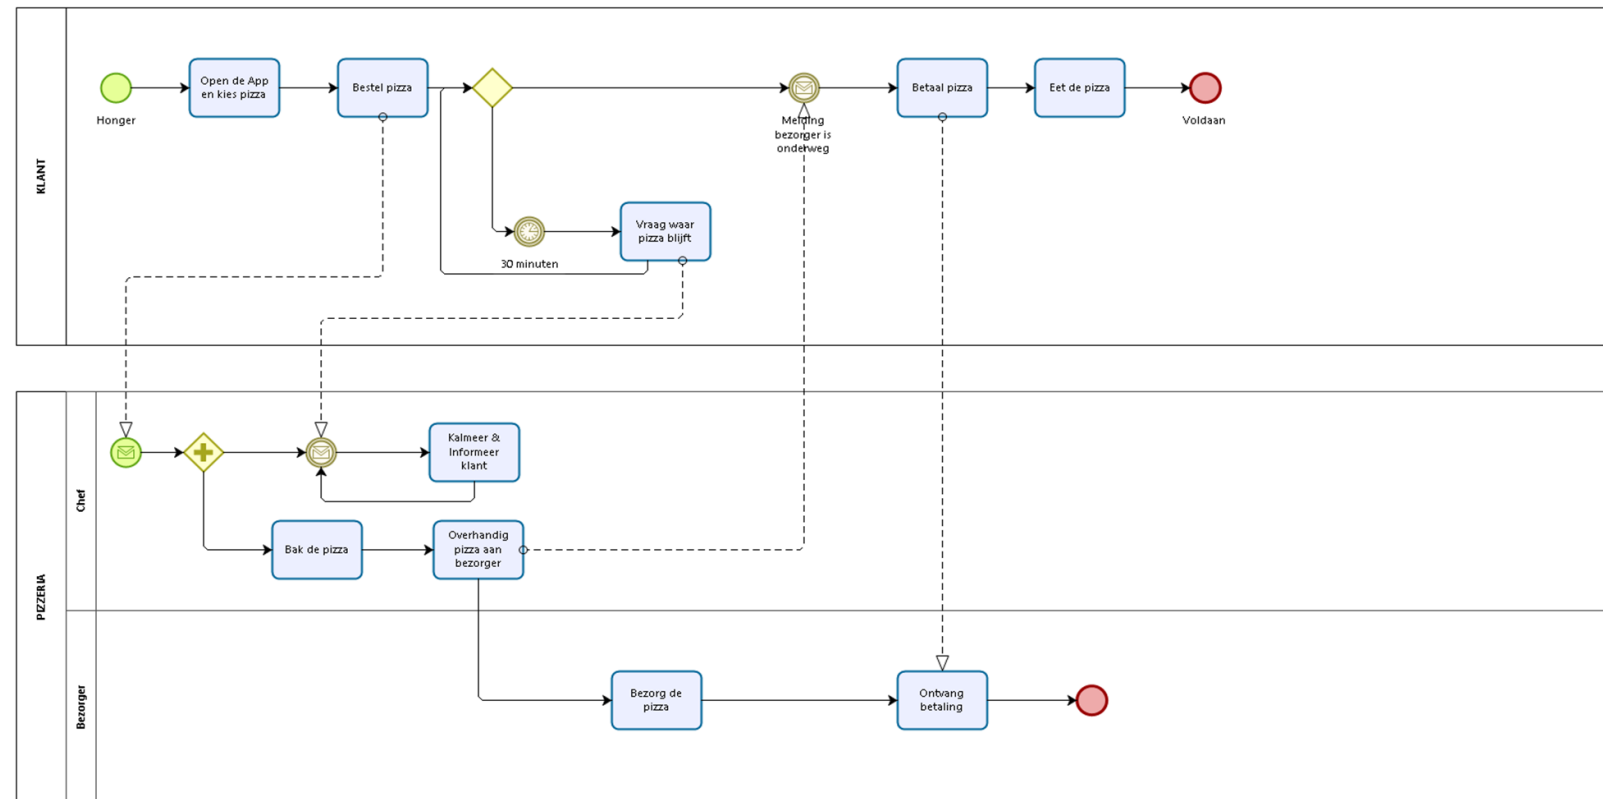 KLANT
Honger
Open de App
en kies pizza
Bestel pizza
30 minuten
Vraag waar
pizza blijft
Melding
bezorger is
onderweg
Betaal pizza
Eet de pizza
Voldaan
PIZZERIA
Chef
Kalmeer &
Informeer
klant
Bak de pizza
Overhandig
pizza aan
bezorger
Bezorger
Bezorg de
pizza
Ontvang
betaling